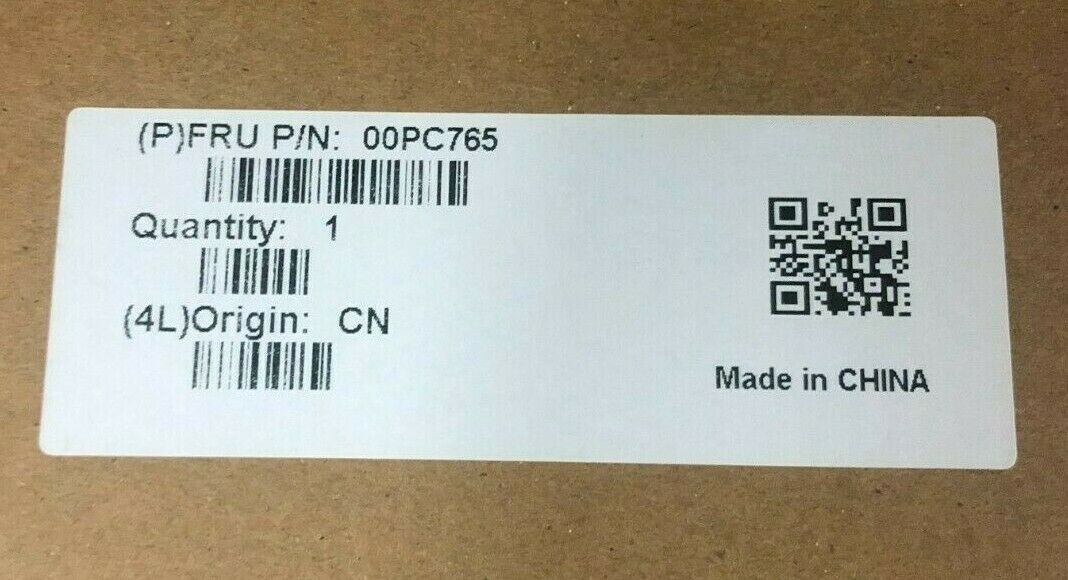 (P)FRU P/N: 00PC765
Quantity: 1
(4L)Origin: CN
Made in CHINA